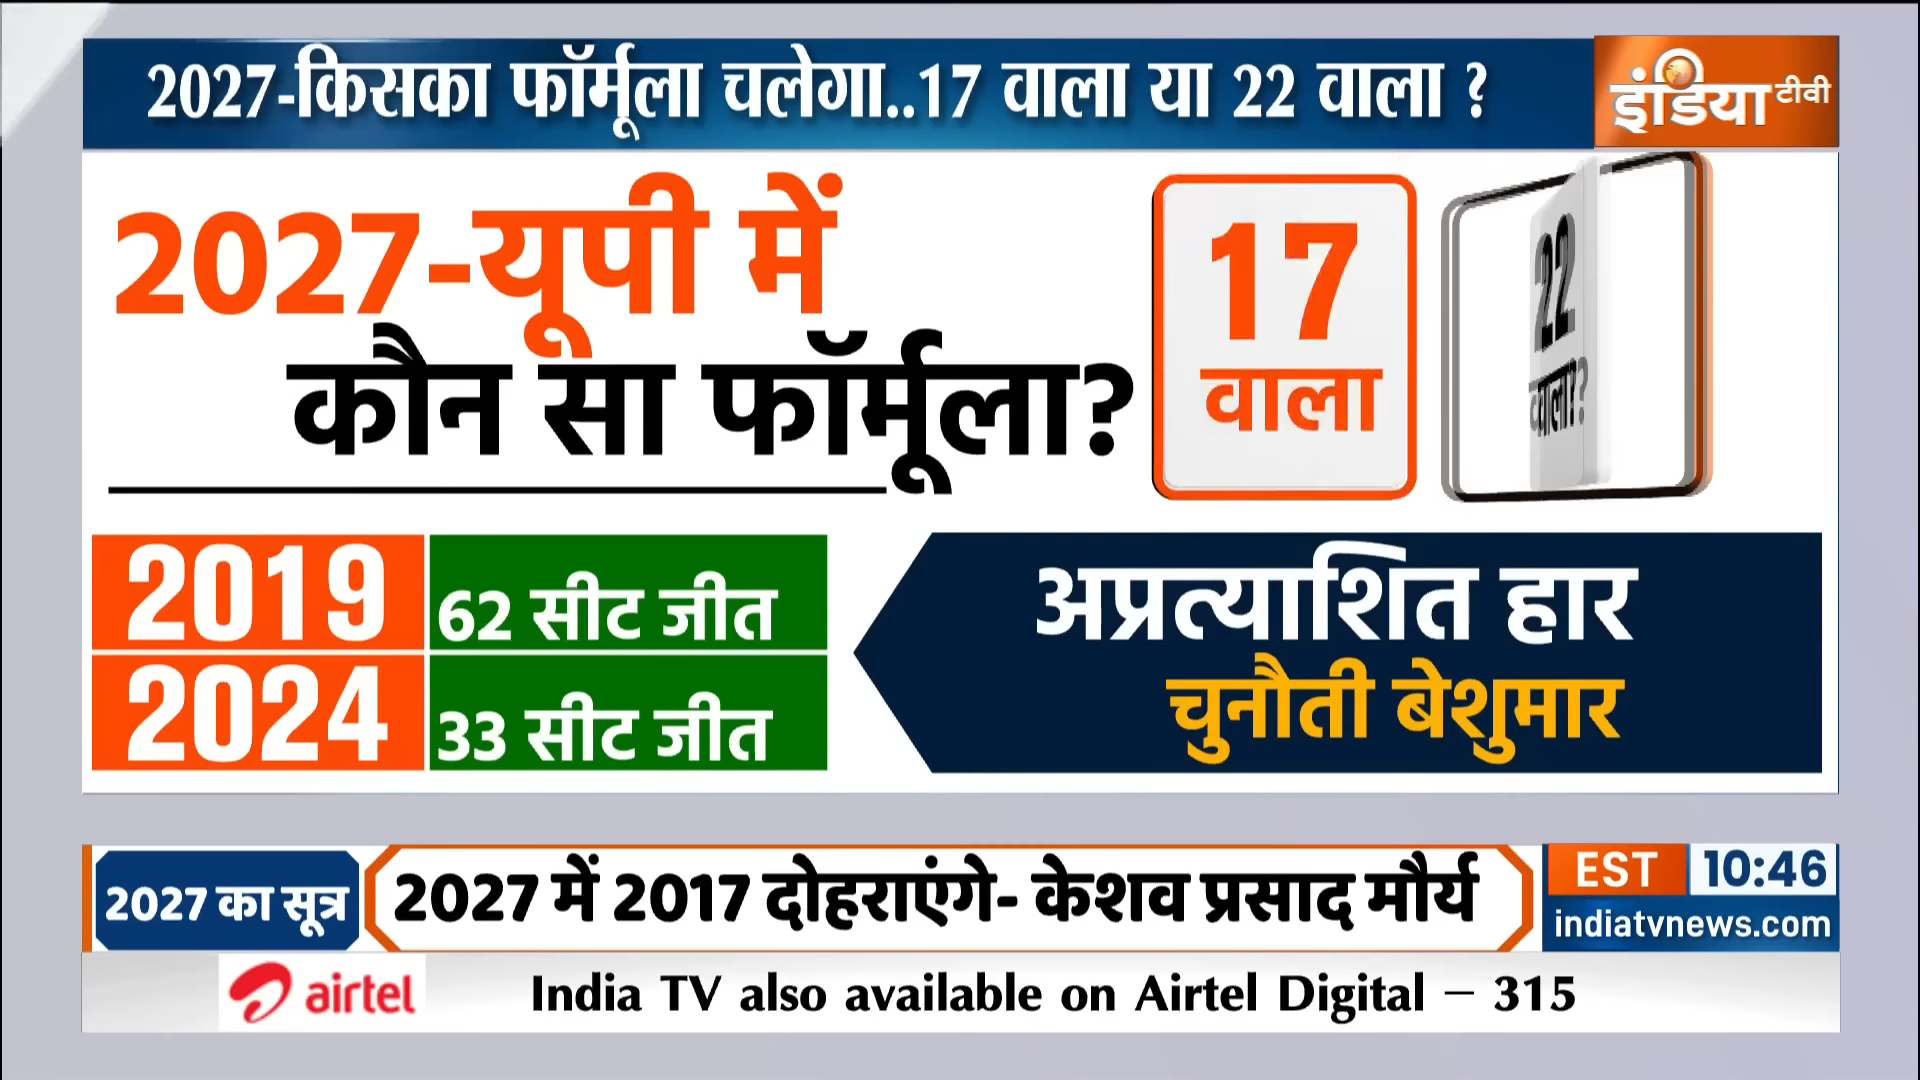 2027-किसका फॉर्मूला चलेगा..17 वाला या 22 वाला ?
इंडिया टीवी
2027-यूपी में
कौन सा फॉर्मूला?
17
वाला
22
वाला?
2019
62 सीट जीत
2024
33 सीट जीत
अप्रत्याशित हार
चुनौती बेशुमार
2027 का सूत्र
2027 में 2017 दोहराएंगे- केशव प्रसाद मौर्य
EST 10:46
indiatvnews.com
airtel
India TV also available on Airtel Digital – 315